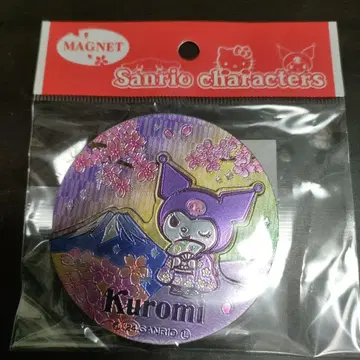 MAGNET
Sanrio characters
Kuromi
SANRIO